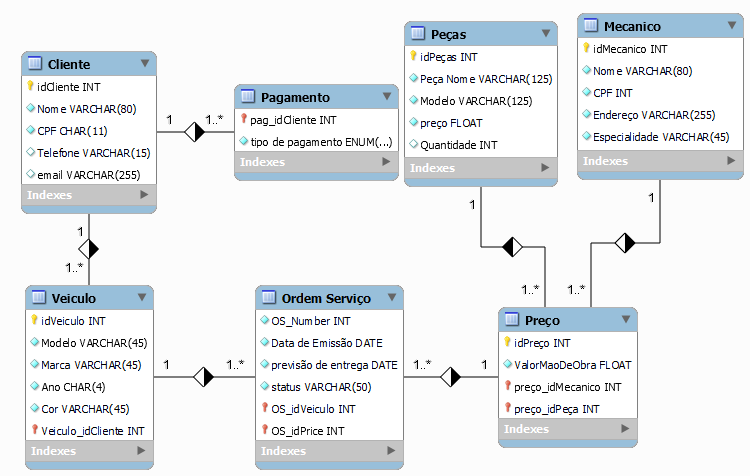 Cliente
idCliente INT
Nome VARCHAR(80)
CPF CHAR(11)
Telefone VARCHAR(15)
email VARCHAR(255)
Indexes
1
1..*
Pagamento
pag_idCliente INT
tipo de pagamento ENUM(...)
Indexes
Peças
idPeças INT
Peça Nome VARCHAR(125)
Modelo VARCHAR(125)
preço FLOAT
Quantidade INT
Indexes
Mecanico
idMecanico INT
Nome VARCHAR(80)
CPF INT
Endereço VARCHAR(255)
Especialidade VARCHAR(45)
Indexes
1
1..*
1
1..*
1
1..*
Veiculo
idVeiculo INT
Modelo VARCHAR(45)
Marca VARCHAR(45)
Ano CHAR(4)
Cor VARCHAR(45)
Veiculo_idCliente INT
Indexes
1
1..*
Ordem Serviço
OS_Number INT
Data de Emissão DATE
previsão de entrega DATE
status VARCHAR(50)
OS_idVeiculo INT
OS_idPrice INT
Indexes
1..*
1
Preço
idPreço INT
ValorMaoDeObra FLOAT
preço_idMecanico INT
preço_idPeça INT
Indexes